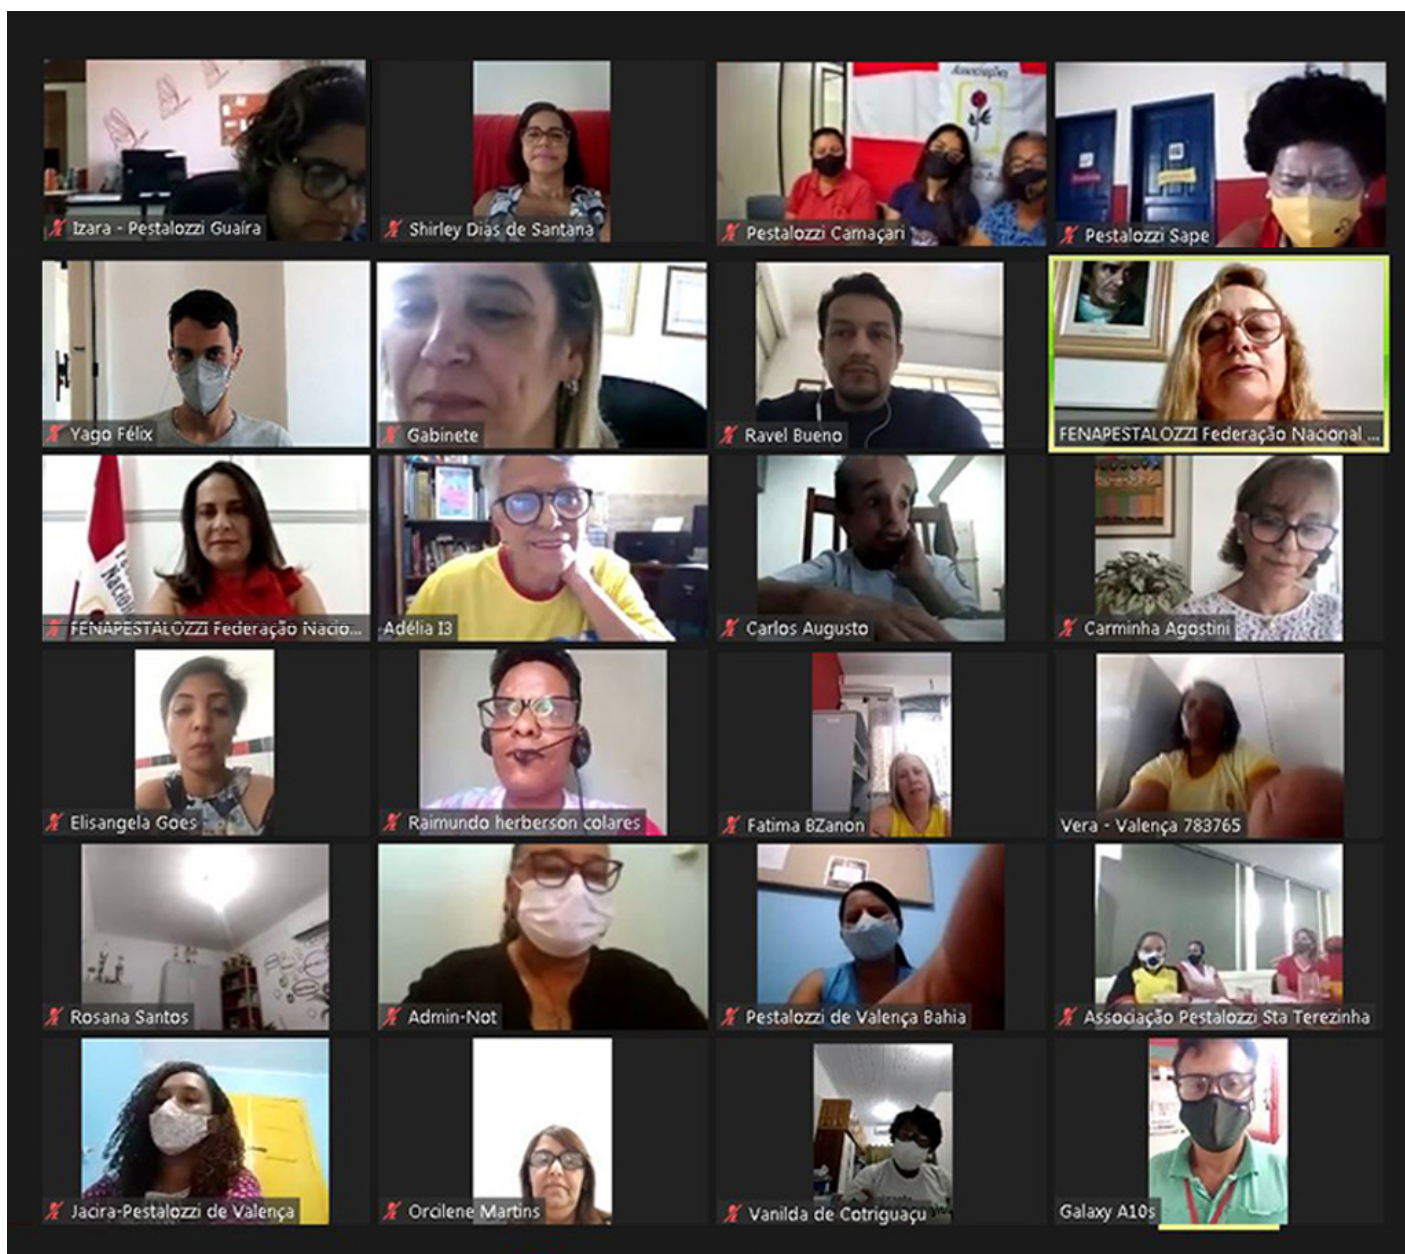 Associações
Izara - Pestalozzi Guaíra
Shirley Dias de Santana
Pestalozzi Camaçari
Pestalozzi Sape
Yago Félix
Gabinete
Ravel Bueno
FENAPESTALOZZI Federação Nacional ...
Nacional
FENAPESTALOZZI Federação Nacio...
Adélia I3
Carlos Augusto
Carminha Agostini
Elisangela Goes
Raimundo herberson colares
Fatima BZanon
Vera - Valença 783765
Rosana Santos
Admin-Not
Pestalozzi de Valença Bahia
Associação Pestalozzi Sta Terezinha
Jacira-Pestalozzi de Valença
Orcilene Martins
Vanilda de Cotriguaçu
Galaxy A10s